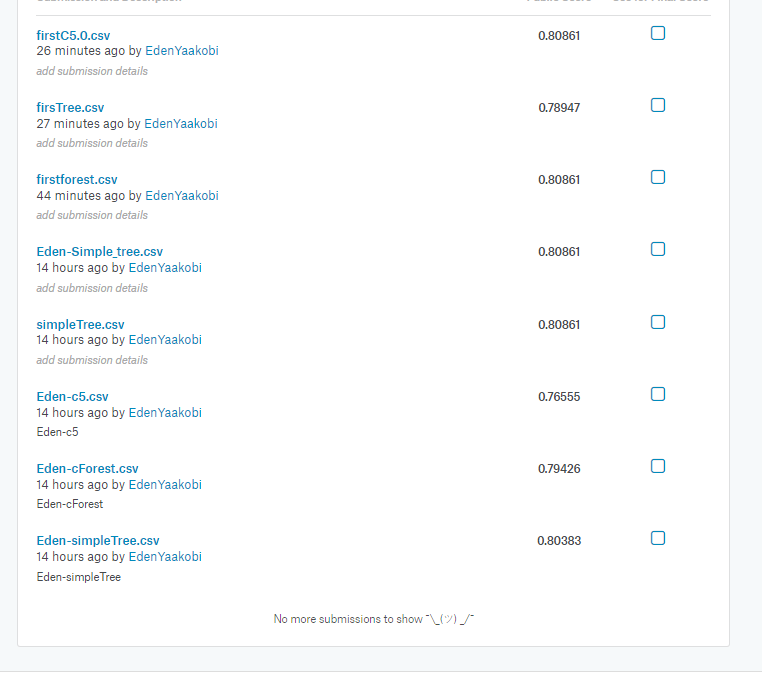 firstC5.0.csv 0.80861
26 minutes ago by EdenYaakobi
add submission details
firsTree.csv 0.78947
27 minutes ago by EdenYaakobi
add submission details
firstforest.csv 0.80861
44 minutes ago by EdenYaakobi
add submission details
Eden-Simple_tree.csv 0.80861
14 hours ago by EdenYaakobi
add submission details
simpleTree.csv 0.80861
14 hours ago by EdenYaakobi
add submission details
Eden-c5.csv 0.76555
14 hours ago by EdenYaakobi
Eden-c5
Eden-cForest.csv 0.79426
14 hours ago by EdenYaakobi
Eden-cForest
Eden-simpleTree.csv 0.80383
14 hours ago by EdenYaakobi
Eden-simpleTree
No more submissions to show ¯\_(ツ)_/¯